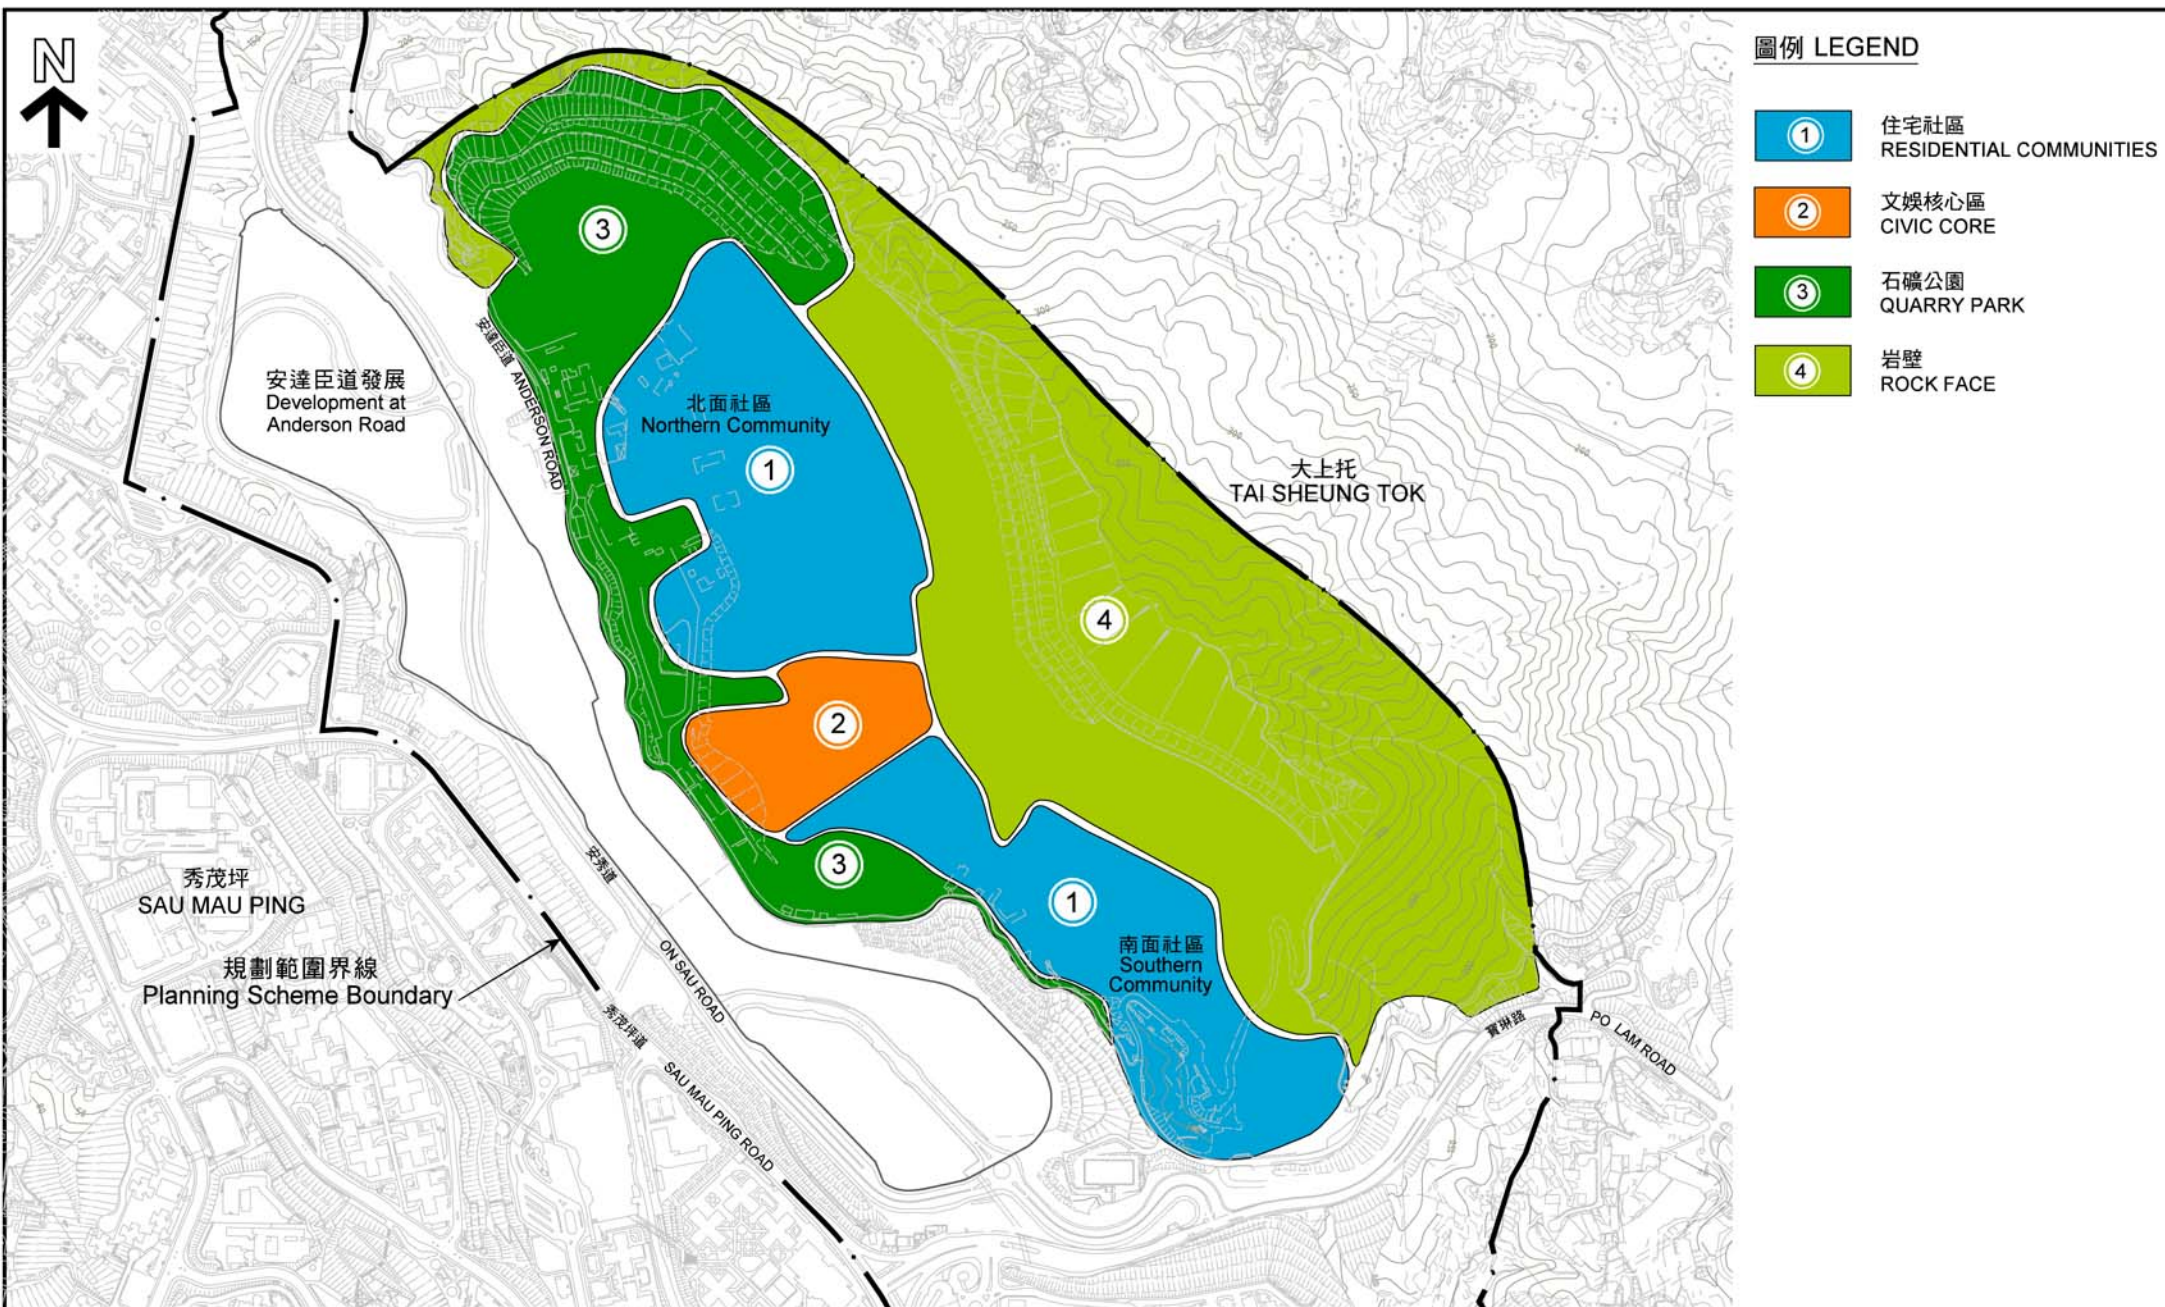 N
圖例 LEGEND
1
住宅社區
RESIDENTIAL COMMUNITIES
2
文娛核心區
CIVIC CORE
3
石礦公園
QUARRY PARK
4
岩壁
ROCK FACE
3
安達臣道 ANDERSON ROAD
安達臣道發展
Development at
Anderson Road
北面社區
Northern Community
1
大上托
TAI SHEUNG TOK
4
2
3
1
秀茂坪
SAU MAU PING
規劃範圍界線
Planning Scheme Boundary
安秀道
ON SAU ROAD
南面社區
Southern
Community
秀茂坪道
SAU MAU PING ROAD
寶琳路
PO LAM ROAD
250
300
200
300
200